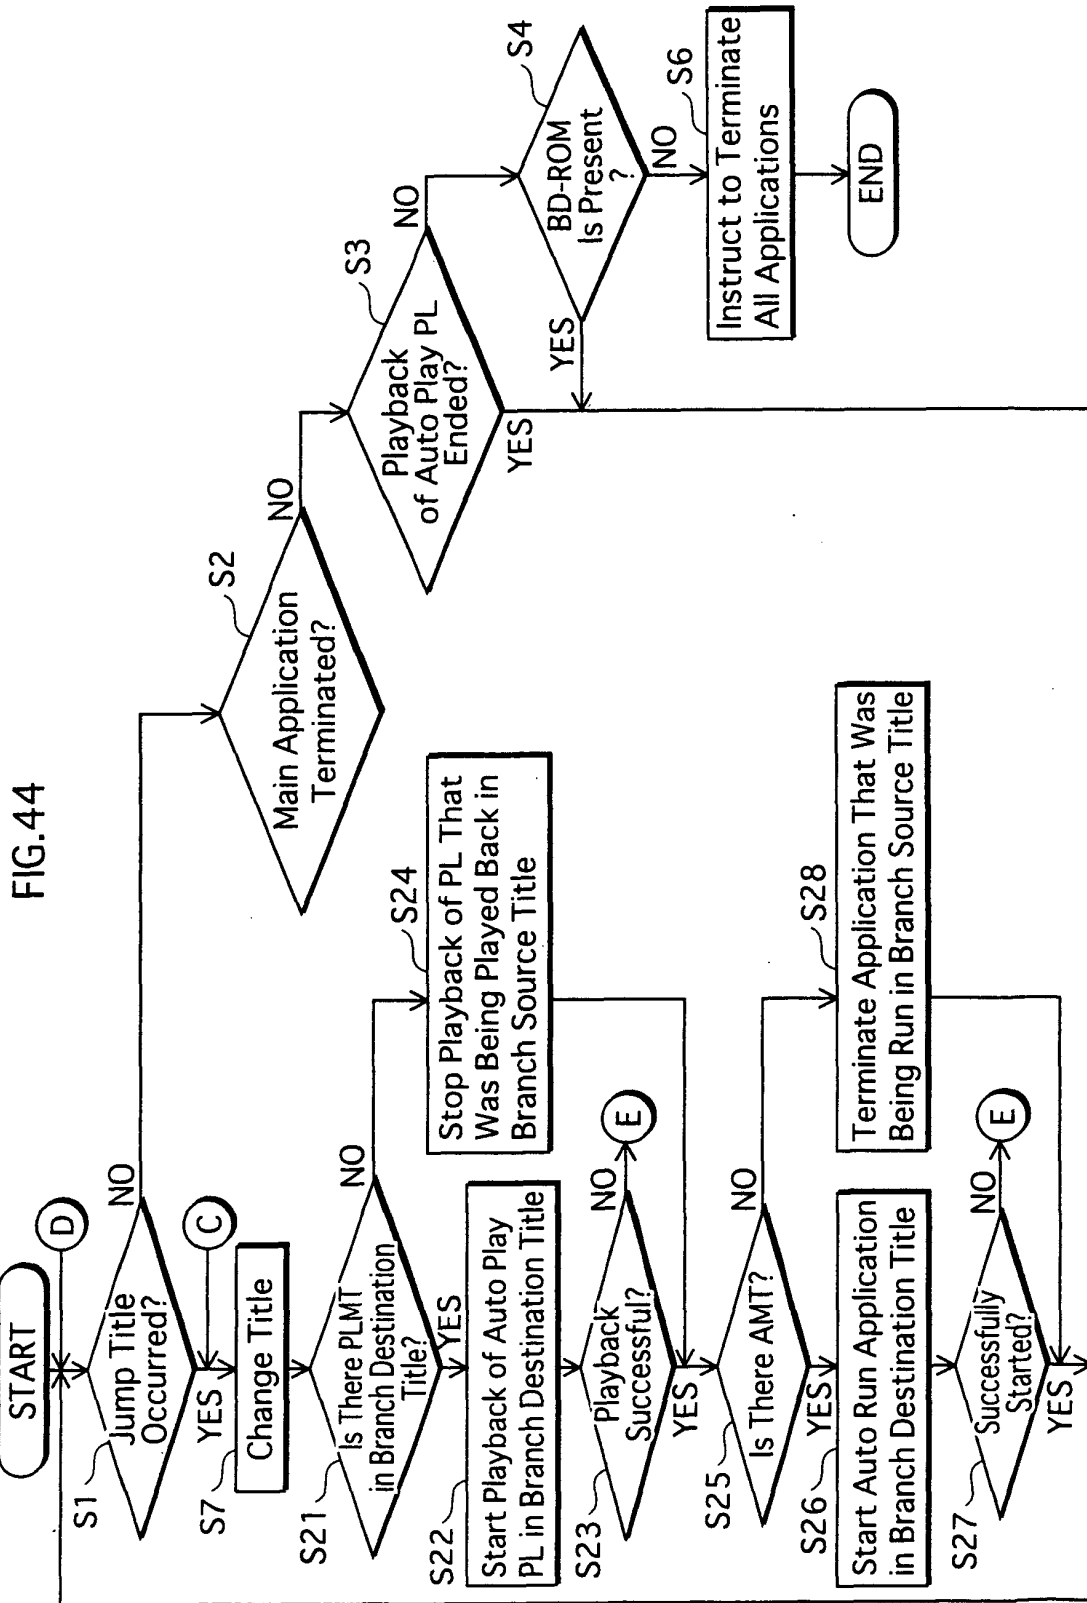 FIG.44
START
D
S1
Jump Title
Occurred?
NO
YES
C
S7
Change Title
S21
Is There PLMT
in Branch Destination
Title?
NO
YES
S22
Start Playback of Auto Play
PL in Branch Destination Title
S24
Stop Playback of PL That
Was Being Played Back in
Branch Source Title
S23
Playback
Successful?
NO
E
YES
S25
Is There AMT?
NO
YES
S26
Start Auto Run Application
in Branch Destination Title
S28
Terminate Application That Was
Being Run in Branch Source Title
S27
Successfully
Started?
NO
E
YES
S2
Main Application
Terminated?
NO
S3
Playback
of Auto Play PL
Ended?
NO
YES
S4
BD-ROM
Is Present
?
YES
NO
S6
Instruct to Terminate
All Applications
END